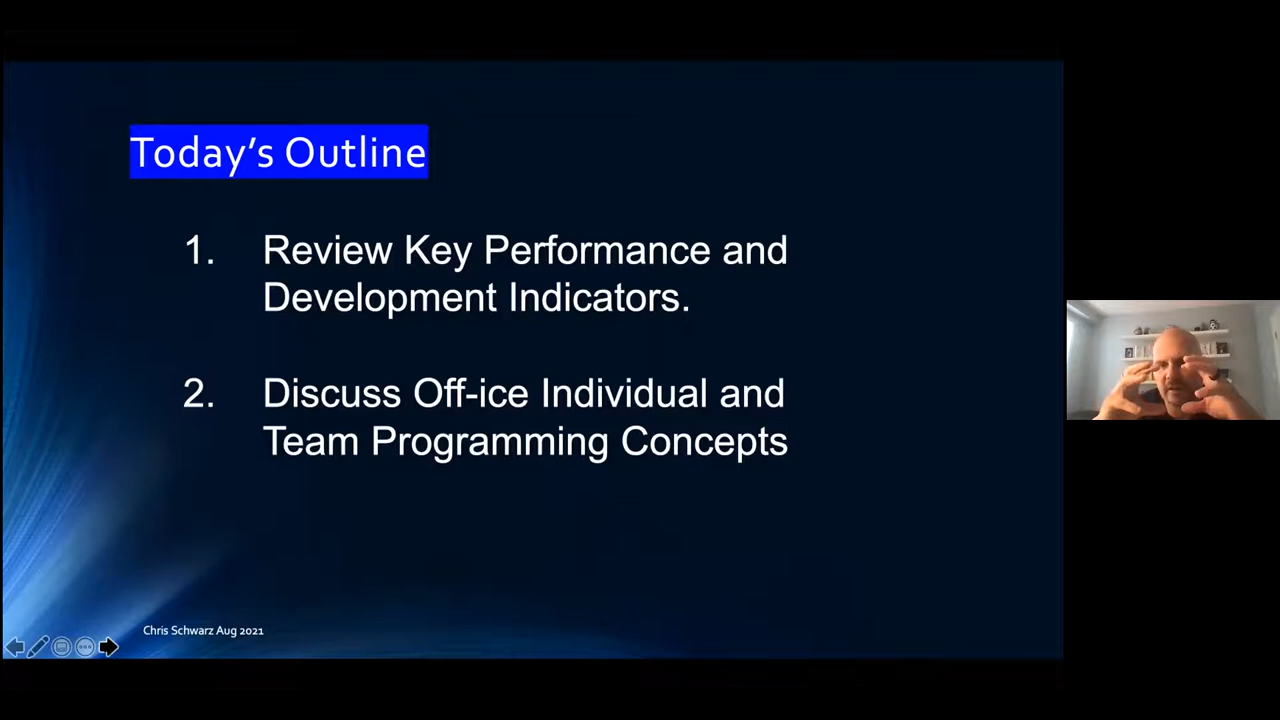 Today’s Outline
1. Review Key Performance and
Development Indicators.
2. Discuss Off-ice Individual and
Team Programming Concepts
Chris Schwarz Aug 2021